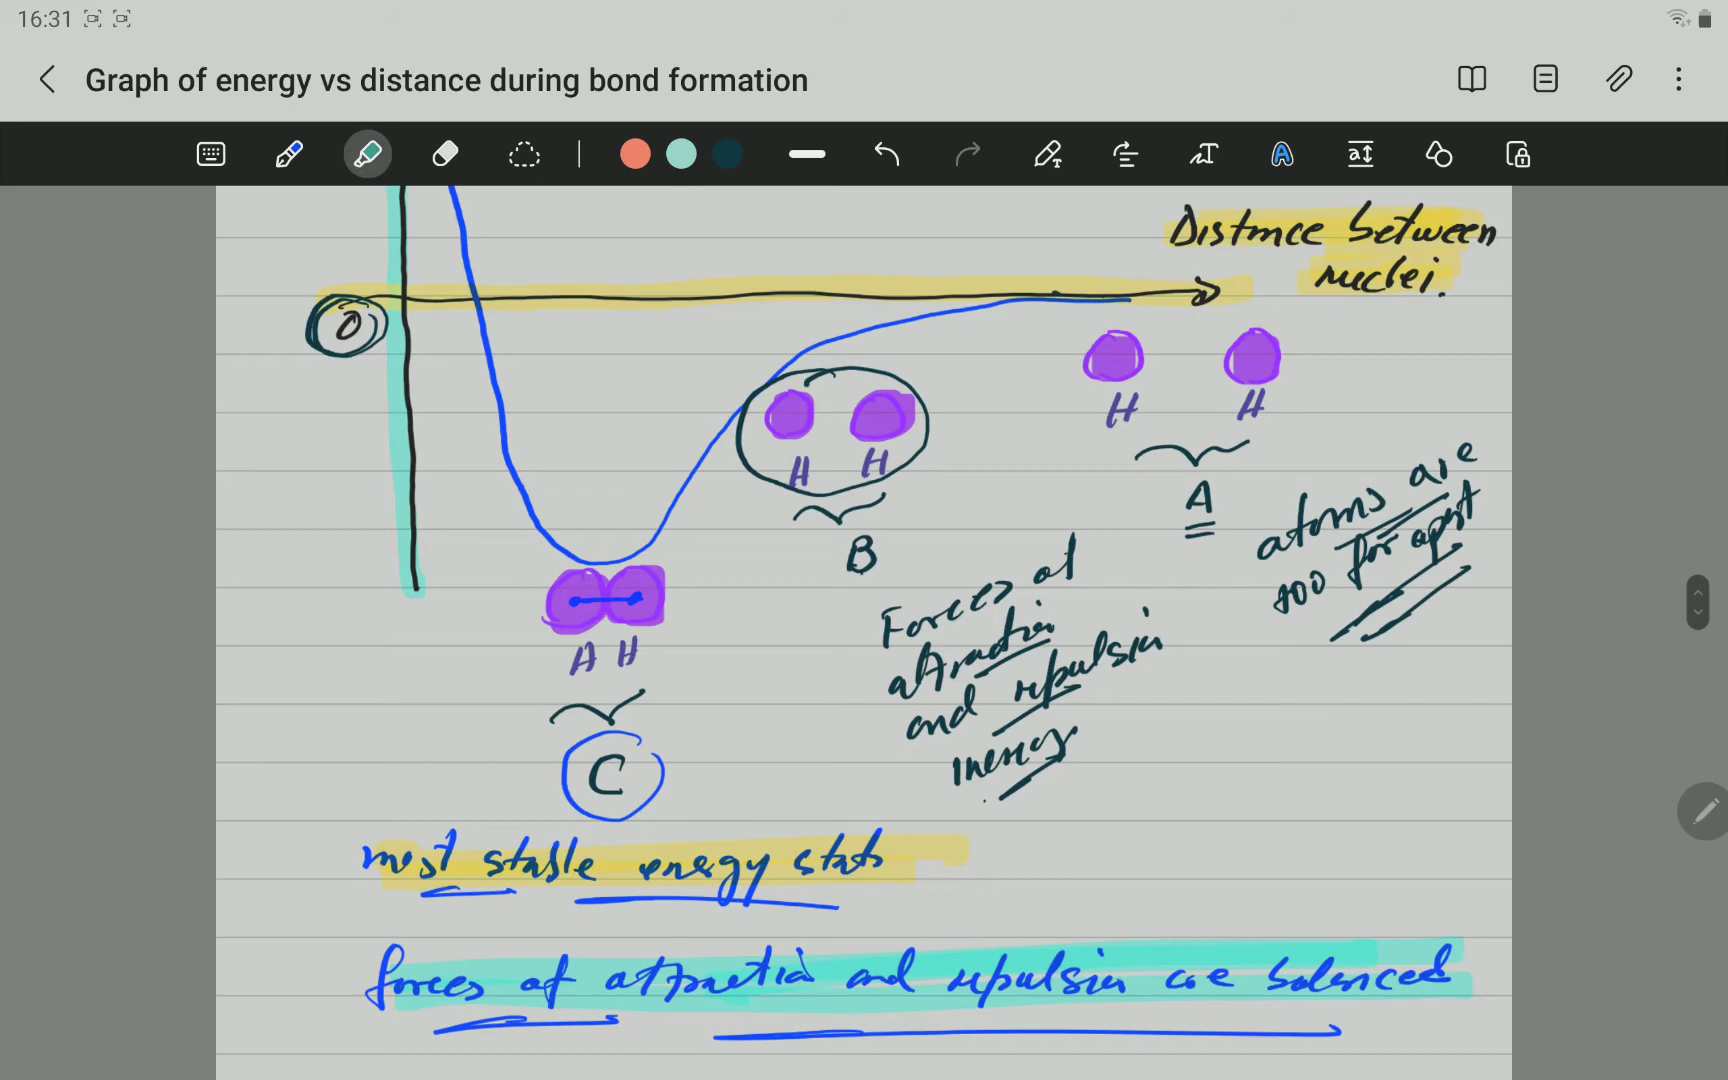 16:31
Graph of energy vs distance during bond formation
Distance between
nuclei.
0
H H
A
H H
B
atoms are
too far apart
A H
C
Forces of
attraction
and repulsion
increase
most stable energy state
forces of attraction and repulsion are balanced